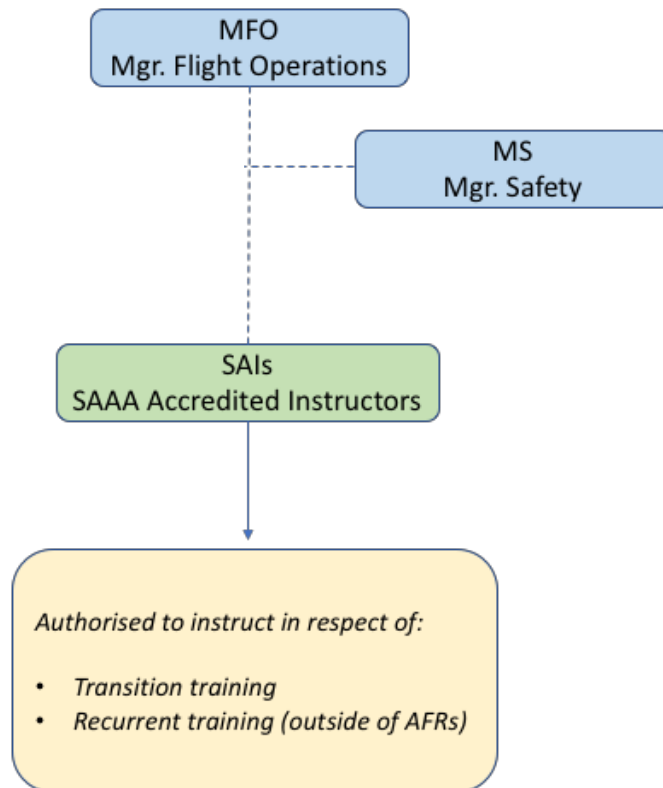 MFO
Mgr. Flight Operations
MS
Mgr. Safety
SAIs
SAAA Accredited Instructors
Authorised to instruct in respect of:
• Transition training
• Recurrent training (outside of AFRs)